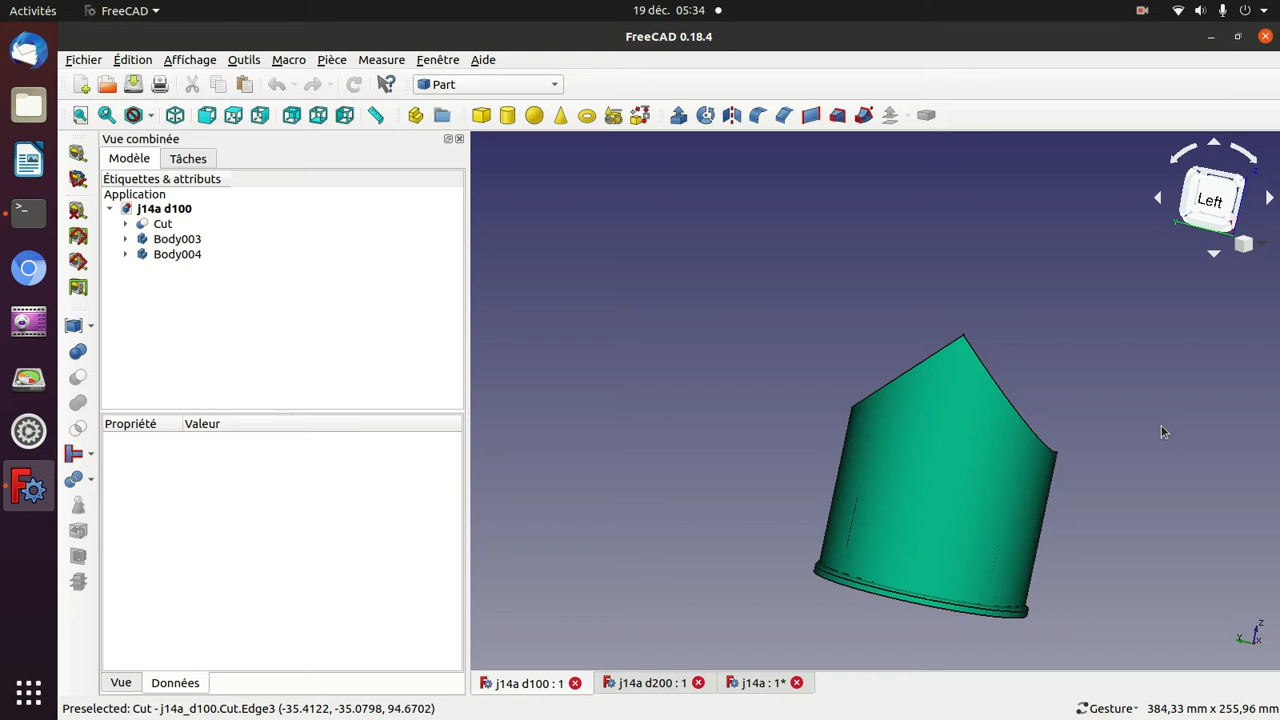 Activités FreeCAD 19 déc. 05:34
FreeCAD 0.18.4
Fichier Édition Affichage Outils Macro Pièce Mesure Fenêtre Aide
Part
Vue combinée
Modèle Tâches
Étiquettes & attributs
Application
j14a d100
Cut
Body003
Body004
Propriété Valeur
Vue Données
Left
Z
Y
Z
Y X
j14a d100 : 1 j14a d200 : 1 j14a : 1*
Preselected: Cut - j14a_d100.Cut.Edge3 (-35.4122, -35.0798, 94.6702) Gesture 384,33 mm x 255,96 mm